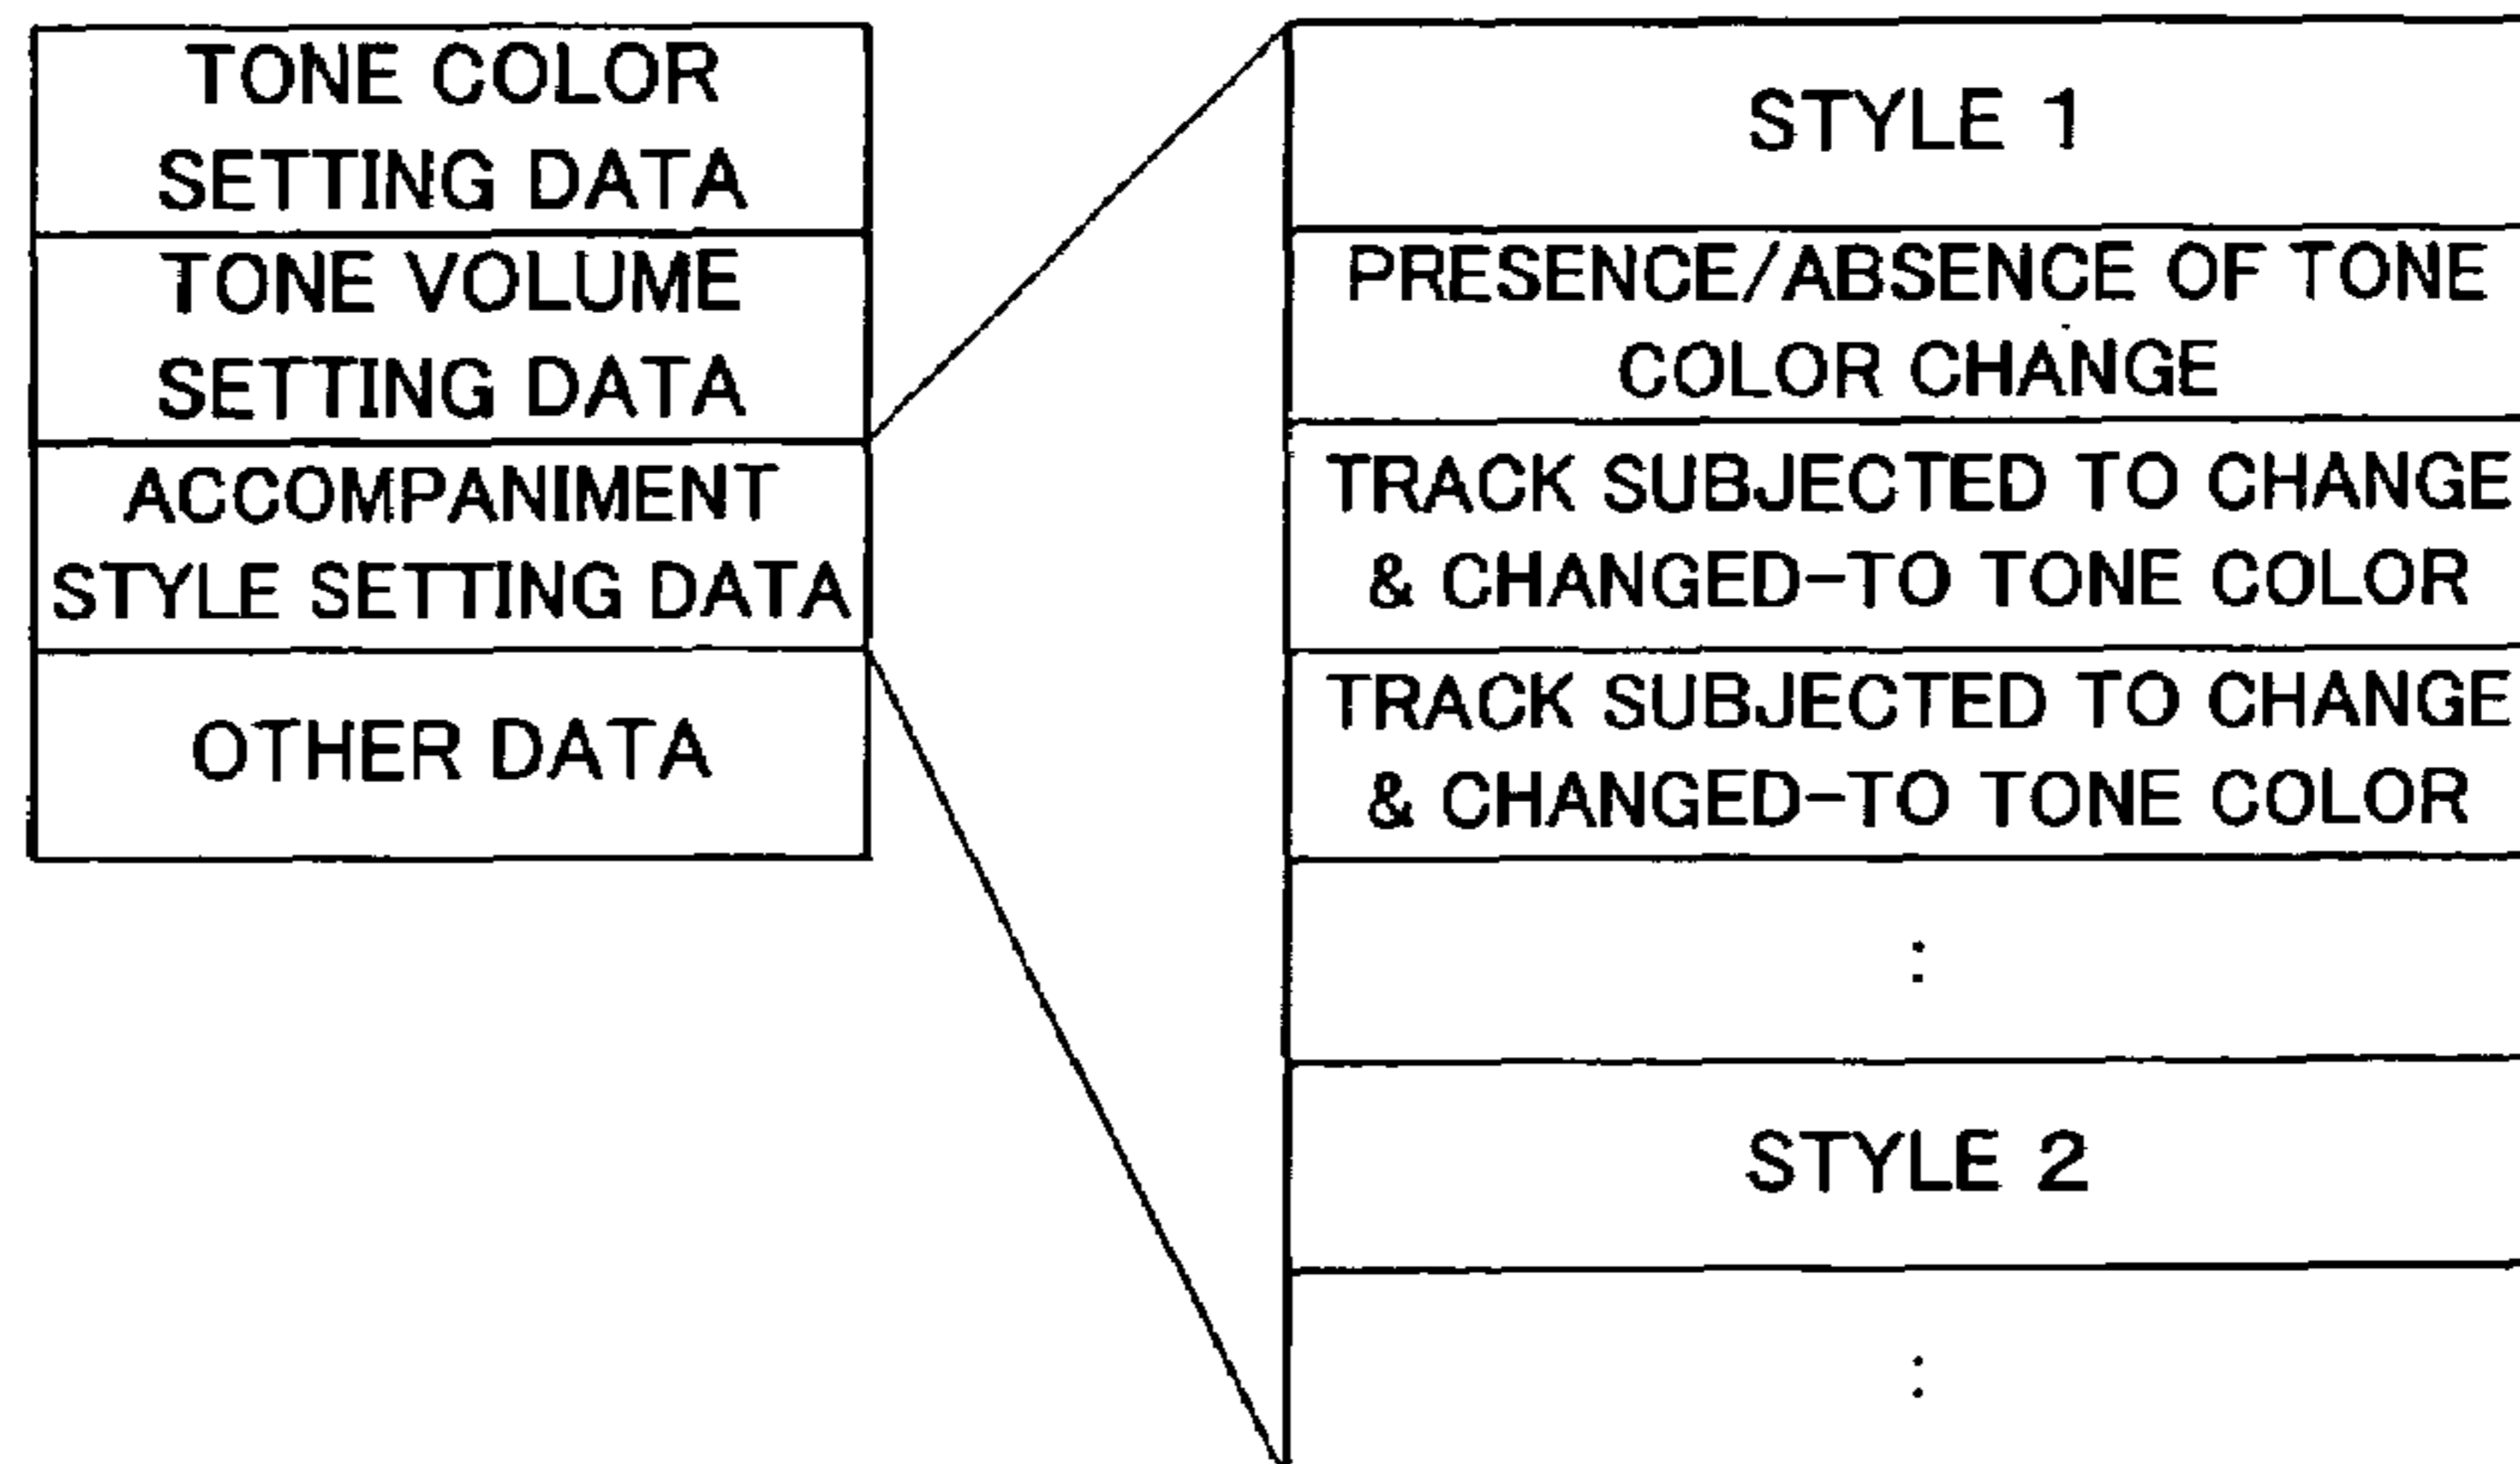 TONE COLOR
SETTING DATA
TONE VOLUME
SETTING DATA
ACCOMPANIMENT
STYLE SETTING DATA
OTHER DATA
STYLE 1
PRESENCE/ABSENCE OF TONE
COLOR CHANGE
TRACK SUBJECTED TO CHANGE
& CHANGED-TO TONE COLOR
TRACK SUBJECTED TO CHANGE
& CHANGED-TO TONE COLOR
:
STYLE 2
: